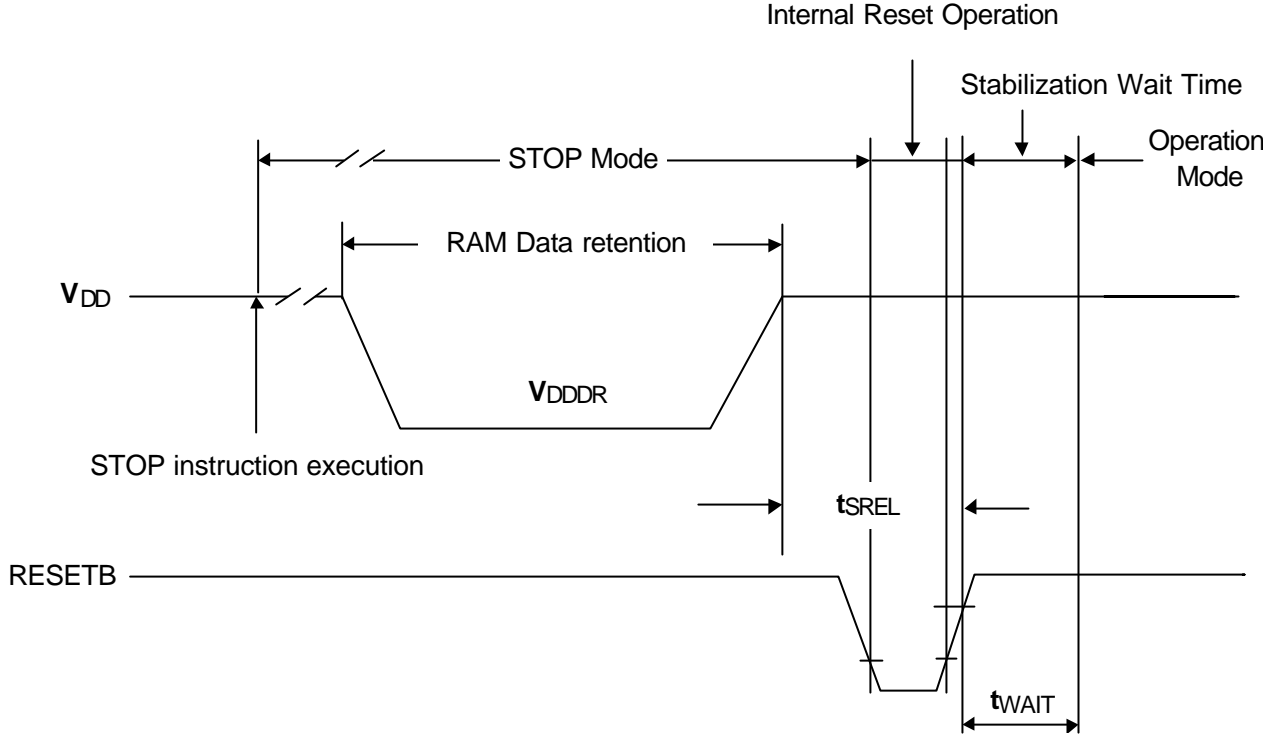 Internal Reset Operation
Stabilization Wait Time
STOP Mode
Operation
Mode
RAM Data retention
VDD
VDDDR
STOP instruction execution
tSREL
RESETB
tWAIT